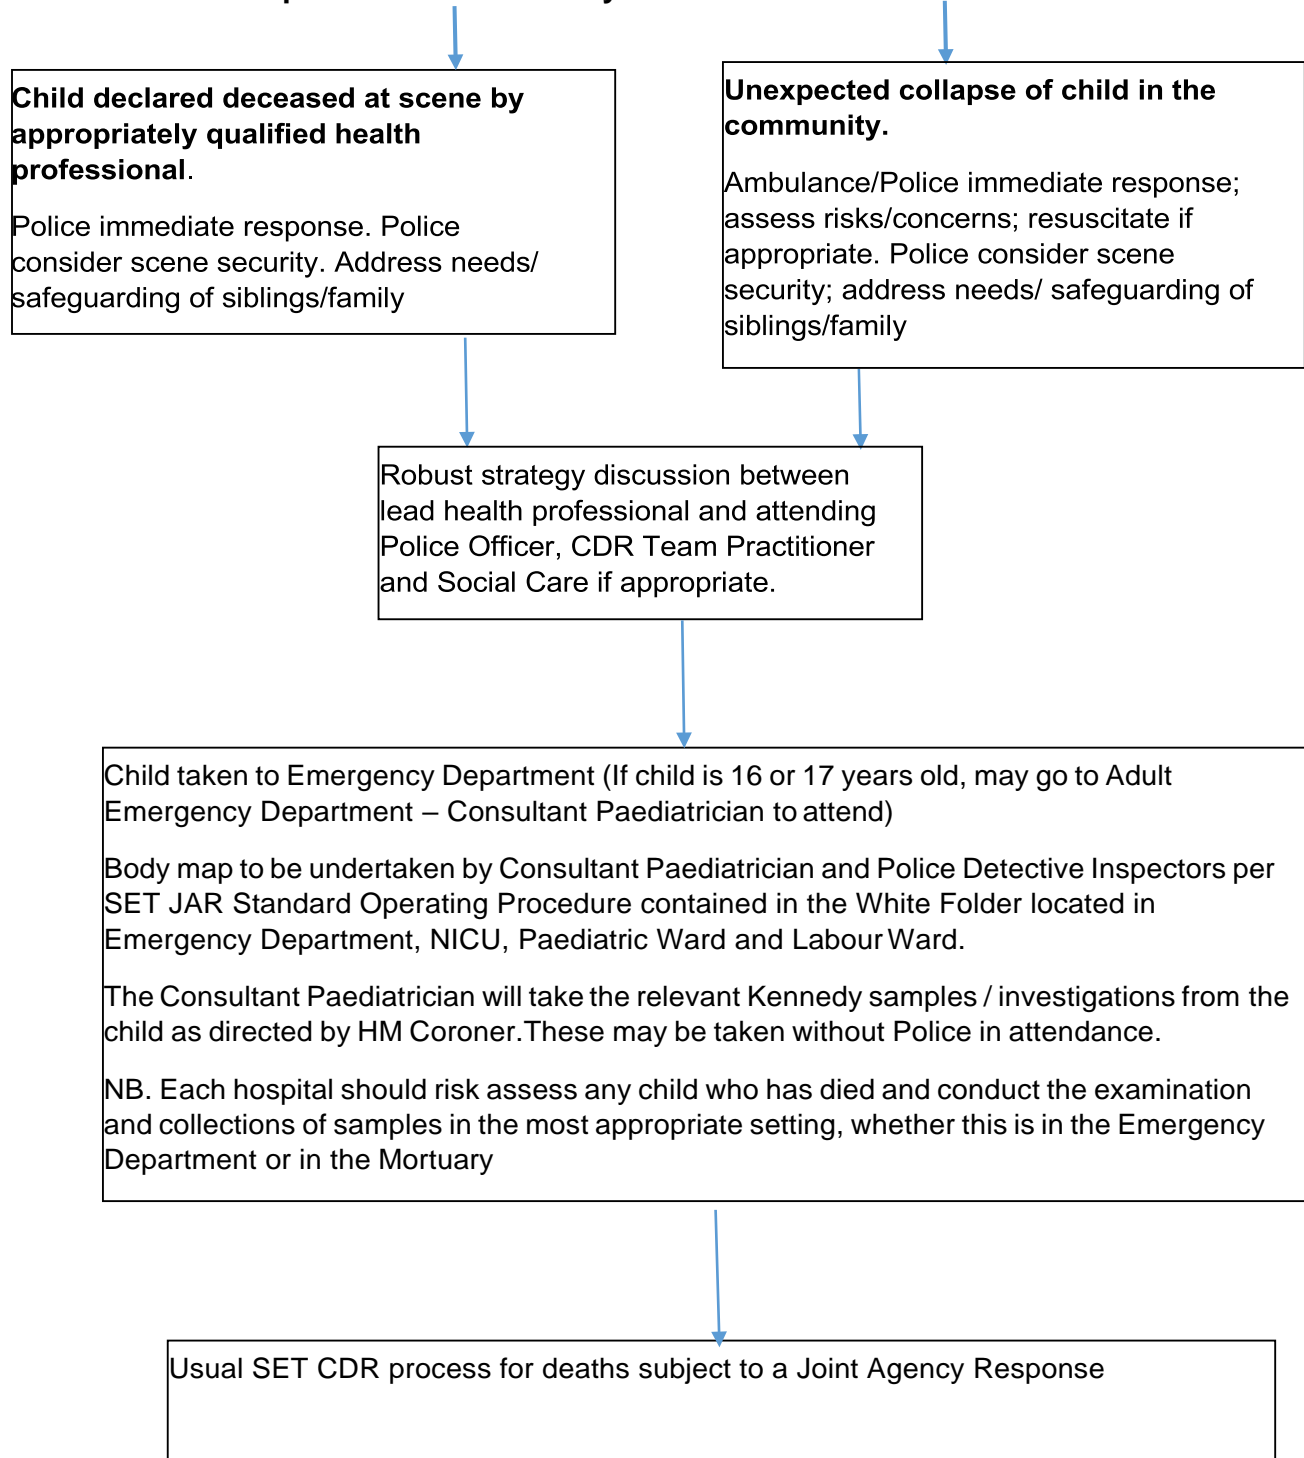 Child declared deceased at scene by
appropriately qualified health
professional.
Police immediate response. Police
consider scene security. Address needs/
safeguarding of siblings/family
Unexpected collapse of child in the
community.
Ambulance/Police immediate response;
assess risks/concerns; resuscitate if
appropriate. Police consider scene
security; address needs/ safeguarding of
siblings/family
Robust strategy discussion between
lead health professional and attending
Police Officer, CDR Team Practitioner
and Social Care if appropriate.
Child taken to Emergency Department (If child is 16 or 17 years old, may go to Adult
Emergency Department – Consultant Paediatrician to attend)
Body map to be undertaken by Consultant Paediatrician and Police Detective Inspectors per
SET JAR Standard Operating Procedure contained in the White Folder located in
Emergency Department, NICU, Paediatric Ward and Labour Ward.
The Consultant Paediatrician will take the relevant Kennedy samples / investigations from the
child as directed by HM Coroner.These may be taken without Police in attendance.
NB. Each hospital should risk assess any child who has died and conduct the examination
and collections of samples in the most appropriate setting, whether this is in the Emergency
Department or in the Mortuary
Usual SET CDR process for deaths subject to a Joint Agency Response